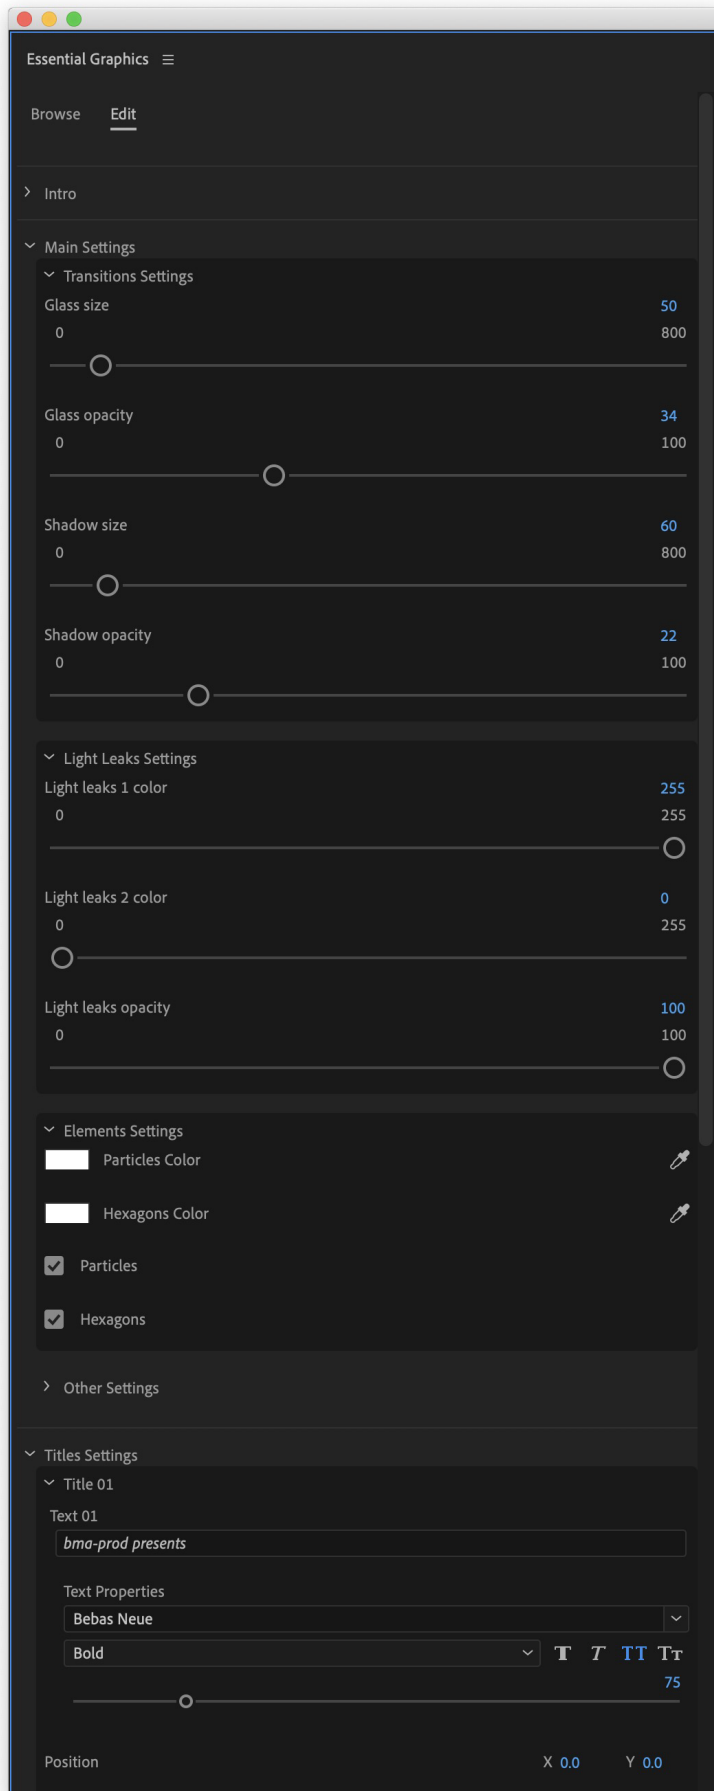 Essential Graphics
Browse Edit
Intro
Main Settings
Transitions Settings
Glass size 50
0 800
Glass opacity 34
0 100
Shadow size 60
0 800
Shadow opacity 22
0 100
Light Leaks Settings
Light leaks 1 color 255
0 255
Light leaks 2 color 0
0 255
Light leaks opacity 100
0 100
Elements Settings
Particles Color
Hexagons Color
Particles
Hexagons
Other Settings
Titles Settings
Title 01
Text 01
bma-prod presents
Text Properties
Bebas Neue
Bold T T TT Tт
75
Position X 0.0 Y 0.0